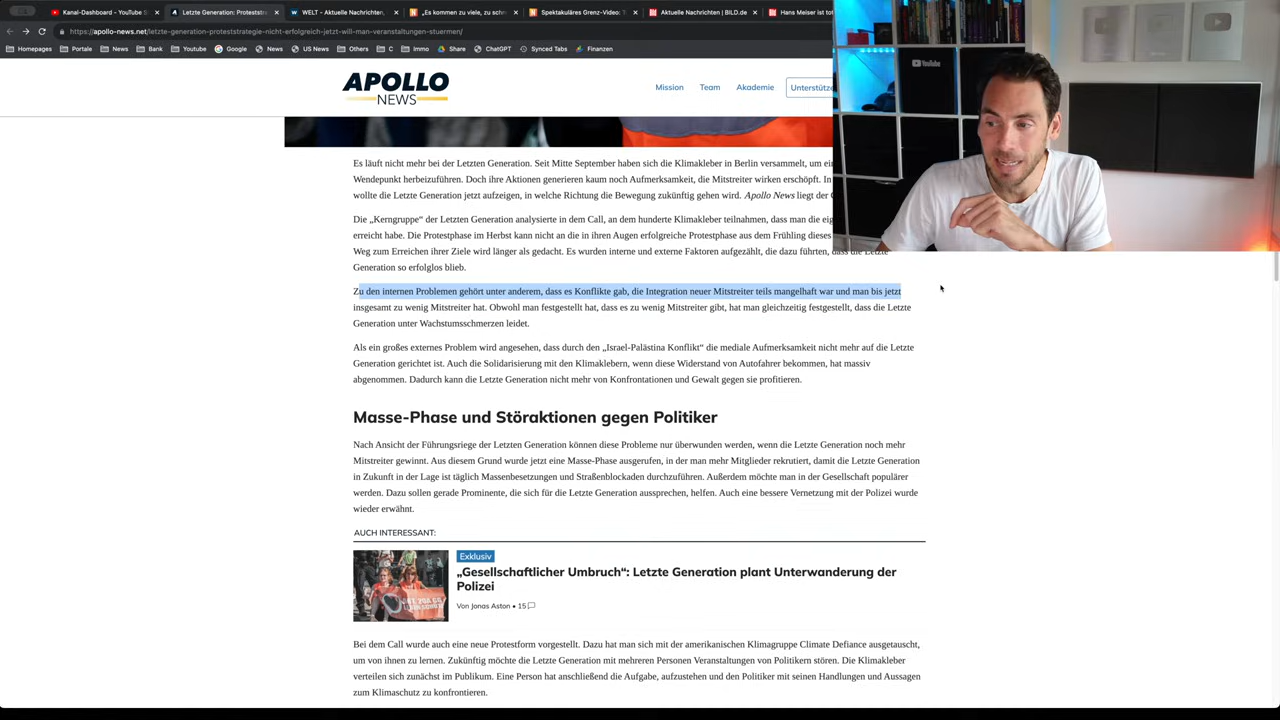 Kanal-Dashboard - YouTube S
Letzte Generation: Proteststra
WELT - Aktuelle Nachrichten,
„Es kommen zu viele, zu sch
Spektakuläres Grenz-Video: T
Aktuelle Nachrichten | BILD.de
Hans Meiser ist tot
https://apollo-news.net/letzte-generation-proteststrategie-nicht-erfolgreich-jetzt-will-man-veranstaltungen-stuermen/
Homepages Portale News Bank Youtube Google News US News Others C Immo Share ChatGPT Synced Tabs Finanzen
YouTube
APOLLO
NEWS
Mission Team Akademie Unterstütze
Es läuft nicht mehr bei der Letzten Generation. Seit Mitte September haben sich die Klimakleber in Berlin versammelt, um ei
Wendepunkt herbeizuführen. Doch ihre Aktionen generieren kaum noch Aufmerksamkeit, die Mitstreiter wirken erschöpft. In
wollte die Letzte Generation jetzt aufzeigen, in welche Richtung die Bewegung zukünftig gehen wird. Apollo News liegt der
Die „Kerngruppe“ der Letzten Generation analysierte in dem Call, an dem hunderte Klimakleber teilnahmen, dass man die eig
erreicht habe. Die Protestphase im Herbst kann nicht an die in ihren Augen erfolgreiche Protestphase aus dem Frühling dieses
Weg zum Erreichen ihrer Ziele wird länger als gedacht. Es wurden interne und externe Faktoren aufgezählt, die dazu führten, dass die Letzte
Generation so erfolglos blieb.
Zu den internen Problemen gehört unter anderem, dass es Konflikte gab, die Integration neuer Mitstreiter teils mangelhaft war und man bis jetzt
insgesamt zu wenig Mitstreiter hat. Obwohl man festgestellt hat, dass es zu wenig Mitstreiter gibt, hat man gleichzeitig festgestellt, dass die Letzte
Generation unter Wachstumsschmerzen leidet.
Als ein großes externes Problem wird angesehen, dass durch den „Israel-Palästina Konflikt“ die mediale Aufmerksamkeit nicht mehr auf die Letzte
Generation gerichtet ist. Auch die Solidarisierung mit den Klimaklebern, wenn diese Widerstand von Autofahrer bekommen, hat massiv
abgenommen. Dadurch kann die Letzte Generation nicht mehr von Konfrontationen und Gewalt gegen sie profitieren.
Masse-Phase und Störaktionen gegen Politiker
Nach Ansicht der Führungsriege der Letzten Generation können diese Probleme nur überwunden werden, wenn die Letzte Generation noch mehr
Mitstreiter gewinnt. Aus diesem Grund wurde jetzt eine Masse-Phase ausgerufen, in der man mehr Mitglieder rekrutiert, damit die Letzte Generation
in Zukunft in der Lage ist täglich Massenbesetzungen und Straßenblockaden durchzuführen. Außerdem möchte man in der Gesellschaft populärer
werden. Dazu sollen gerade Prominente, die sich für die Letzte Generation aussprechen, helfen. Auch eine bessere Vernetzung mit der Polizei wurde
wieder erwähnt.
AUCH INTERESSANT:
Exklusiv
„Gesellschaftlicher Umbruch“: Letzte Generation plant Unterwanderung der
Polizei
Von Jonas Aston • 15
Bei dem Call wurde auch eine neue Protestform vorgestellt. Dazu hat man sich mit der amerikanischen Klimagruppe Climate Defiance ausgetauscht,
um von ihnen zu lernen. Zukünftig möchte die Letzte Generation mit mehreren Personen Veranstaltungen von Politikern stören. Die Klimakleber
verteilen sich zunächst im Publikum. Eine Person hat anschließend die Aufgabe, aufzustehen und den Politiker mit seinen Handlungen und Aussagen
zum Klimaschutz zu konfrontieren.